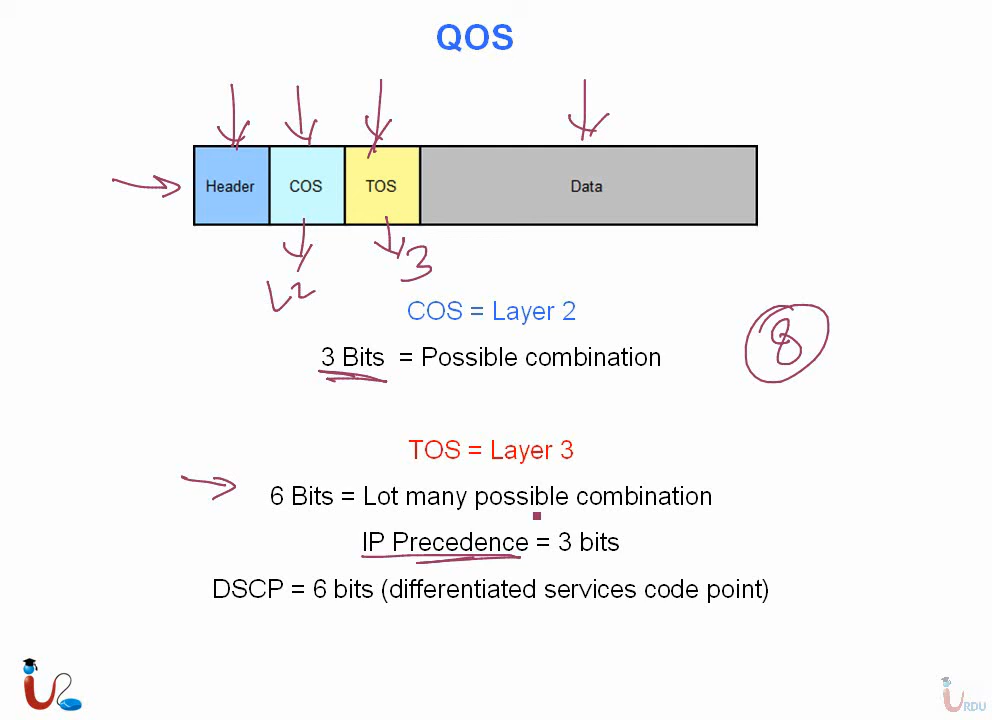 QOS
Header COS TOS Data
L2 3
COS = Layer 2
3 Bits = Possible combination
8
TOS = Layer 3
6 Bits = Lot many possible combination
IP Precedence = 3 bits
DSCP = 6 bits (differentiated services code point)
URDU